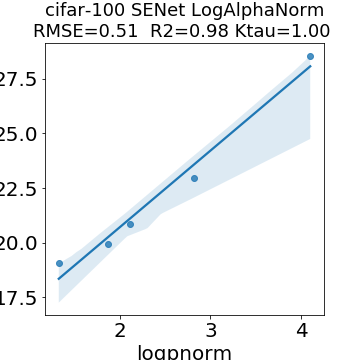 cifar-100 SENet LogAlphaNorm
RMSE=0.51 R2=0.98 Ktau=1.00
27.5
25.0
22.5
20.0
17.5
2 3 4
logpnorm